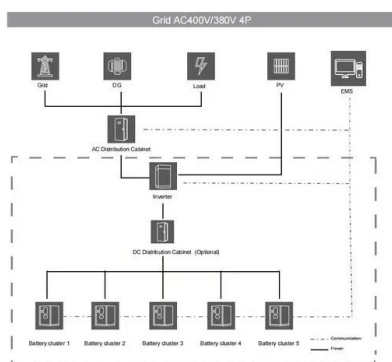 Grid AC400V/380V 4P
Grid
DG
Load
PV
EMS
AC Distribution Cabinet
Inverter
DC Distribution Cabinet (Optional)
Battery cluster 1
Battery cluster 2
Battery cluster 3
Battery cluster 4
Battery cluster 5
Communication
Power